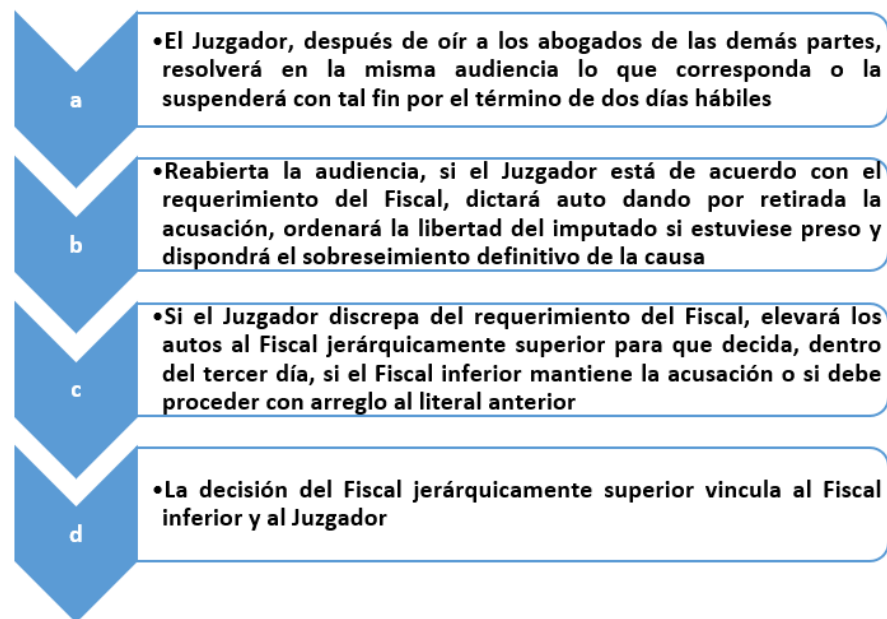 a
•El Juzgador, después de oír a los abogados de las demás partes,
resolverá en la misma audiencia lo que corresponda o la
suspenderá con tal fin por el término de dos días hábiles
b
•Reabierta la audiencia, si el Juzgador está de acuerdo con el
requerimiento del Fiscal, dictará auto dando por retirada la
acusación, ordenará la libertad del imputado si estuviese preso y
dispondrá el sobreseimiento definitivo de la causa
c
•Si el Juzgador discrepa del requerimiento del Fiscal, elevará los
autos al Fiscal jerárquicamente superior para que decida, dentro
del tercer día, si el Fiscal inferior mantiene la acusación o si debe
proceder con arreglo al literal anterior
d
•La decisión del Fiscal jerárquicamente superior vincula al Fiscal
inferior y al Juzgador